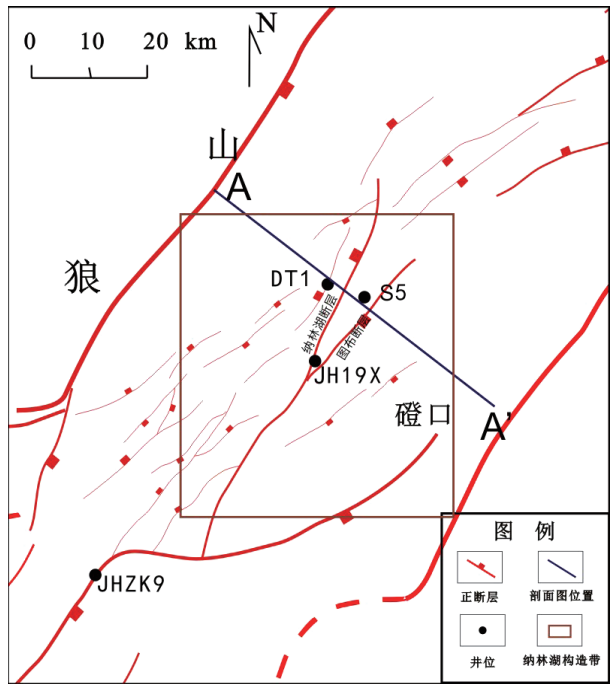 0 10 20 km
N
山
A
狼
DT1
S5
纳林湖断层
图布断层
JH19X
磴口
A'
JHZK9
图 例
正断层
剖面图位置
井位
纳林湖构造带